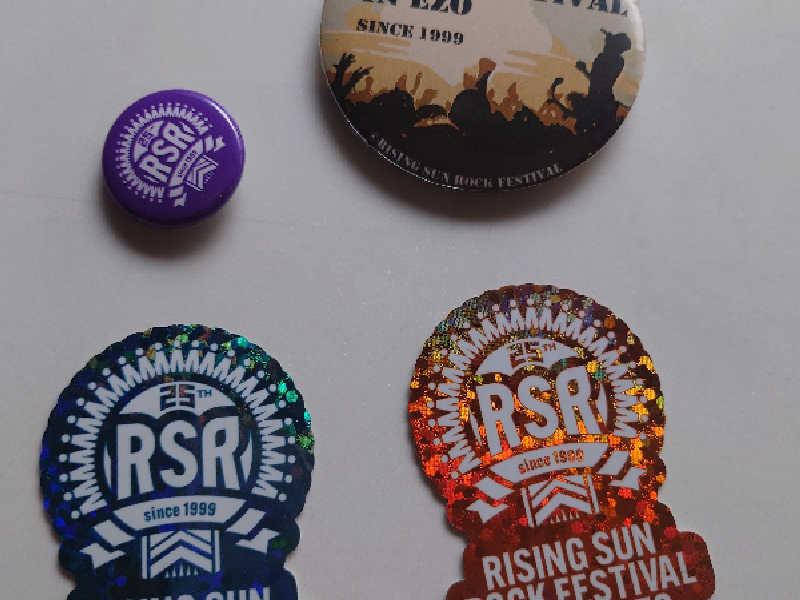 IN EZO
SINCE 1999
RISING SUN ROCK FESTIVAL
25
RSR
25TH
RSR
since 1999
25TH
RSR
since 1999
RISING SUN
ROCK FESTIVAL